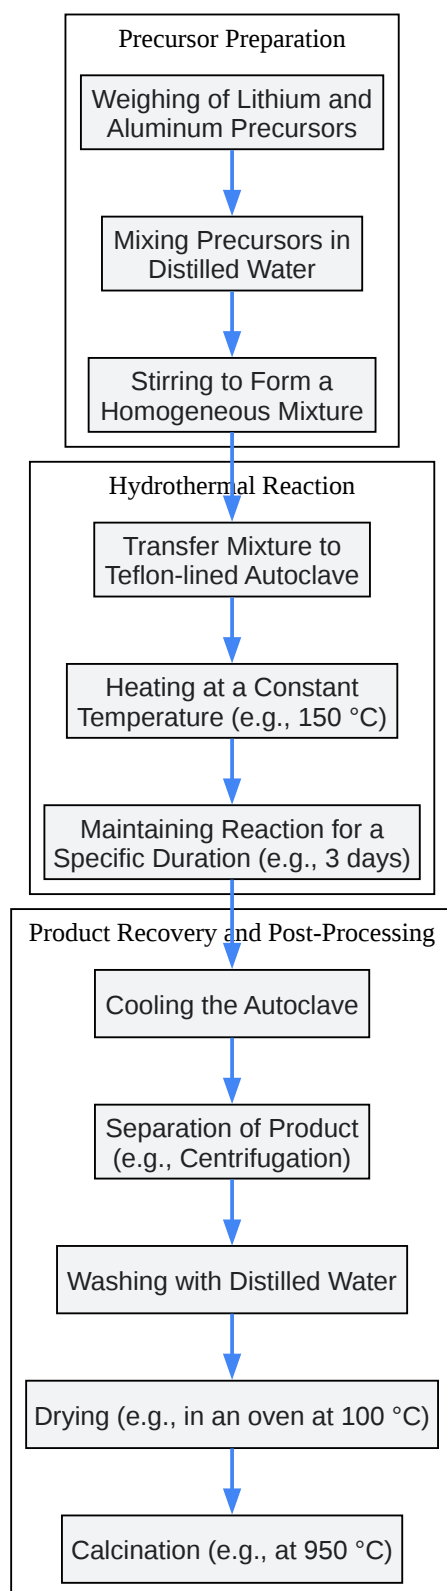 Precursor Preparation
Weighing of Lithium and
Aluminum Precursors
Mixing Precursors in
Distilled Water
Stirring to Form a
Homogeneous Mixture
Hydrothermal Reaction
Transfer Mixture to
Teflon-lined Autoclave
Heating at a Constant
Temperature (e.g., 150 °C)
Maintaining Reaction for a
Specific Duration (e.g., 3 days)
Product Recovery and Post-Processing
Cooling the Autoclave
Separation of Product
(e.g., Centrifugation)
Washing with Distilled Water
Drying (e.g., in an oven at 100 °C)
Calcination (e.g., at 950 °C)